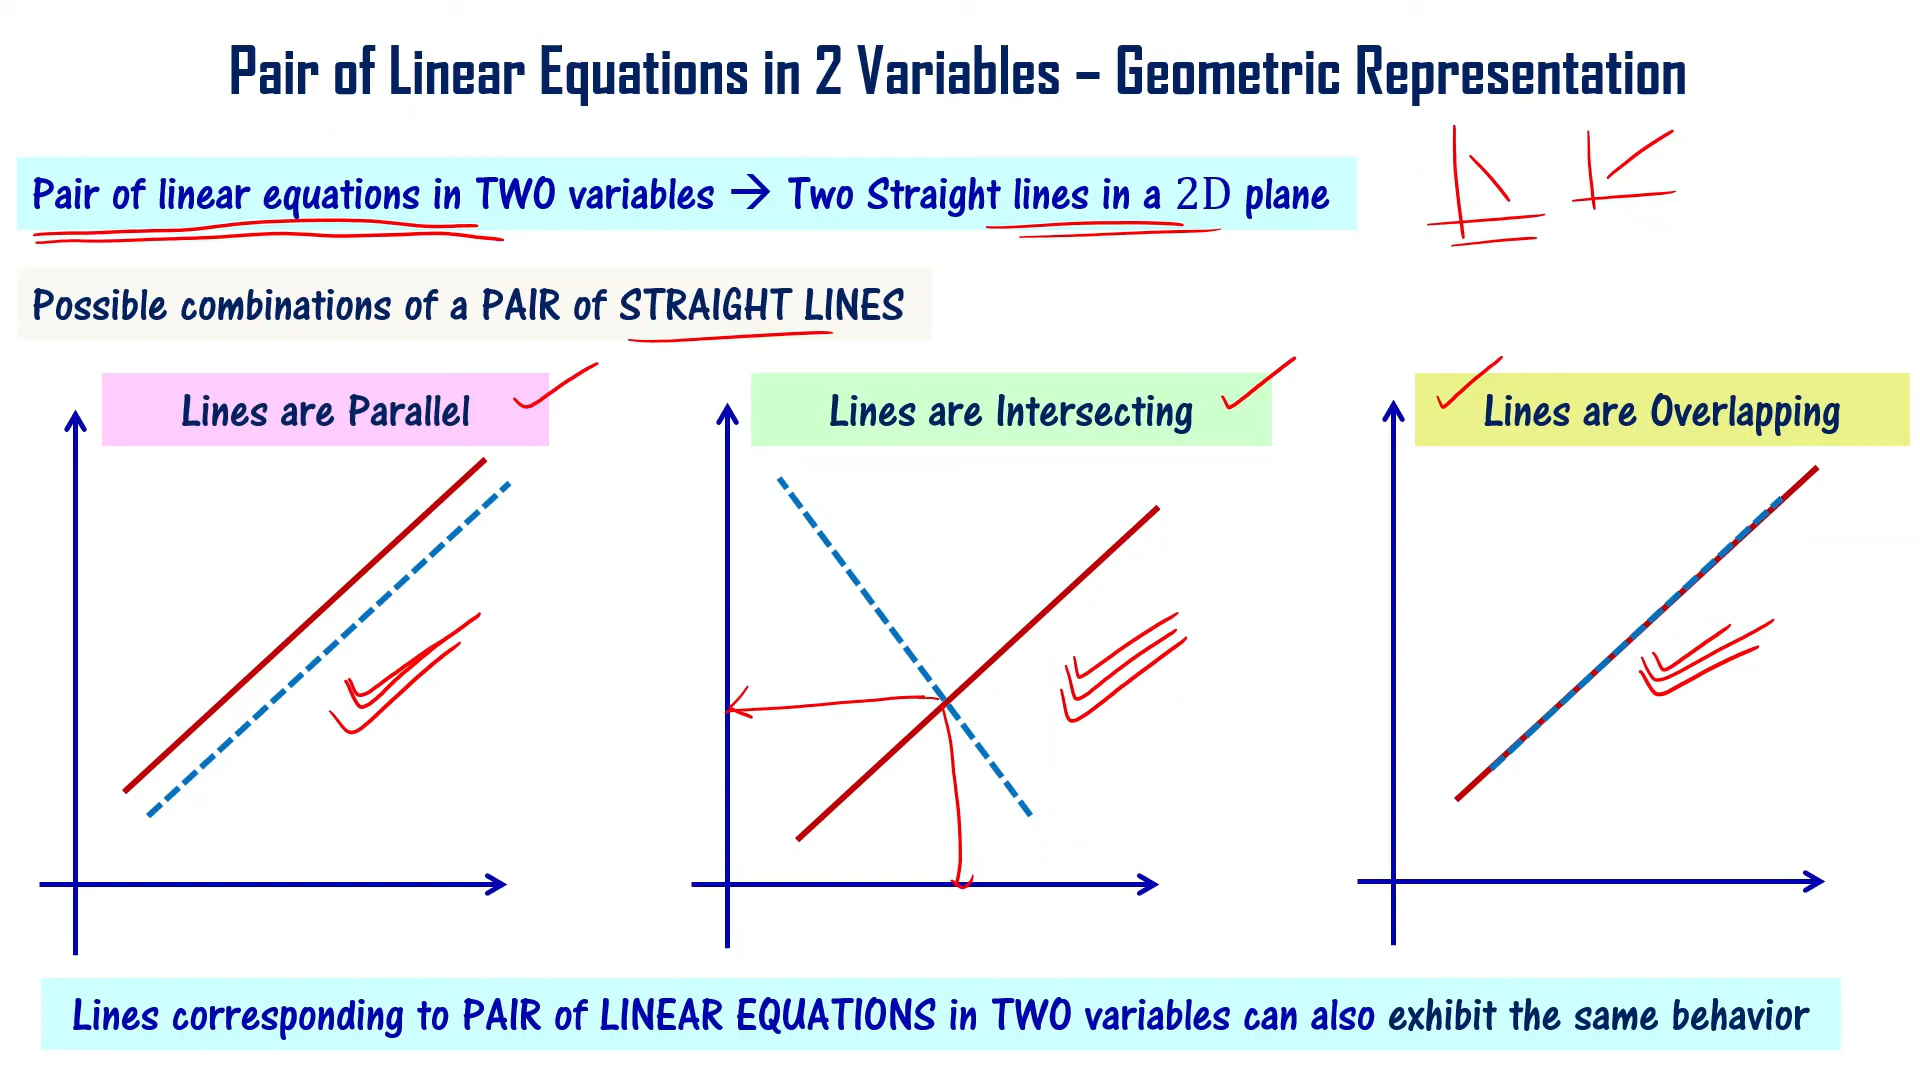 Pair of Linear Equations in 2 Variables – Geometric Representation
Pair of linear equations in TWO variables → Two Straight lines in a 2D plane
Possible combinations of a PAIR of STRAIGHT LINES
Lines are Parallel
Lines are Intersecting
Lines are Overlapping
Lines corresponding to PAIR of LINEAR EQUATIONS in TWO variables can also exhibit the same behavior